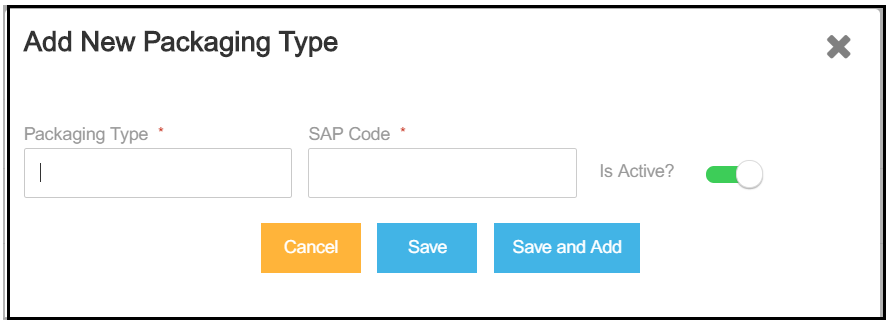 Add New Packaging Type
Packaging Type *
SAP Code *
Is Active?
Cancel
Save
Save and Add